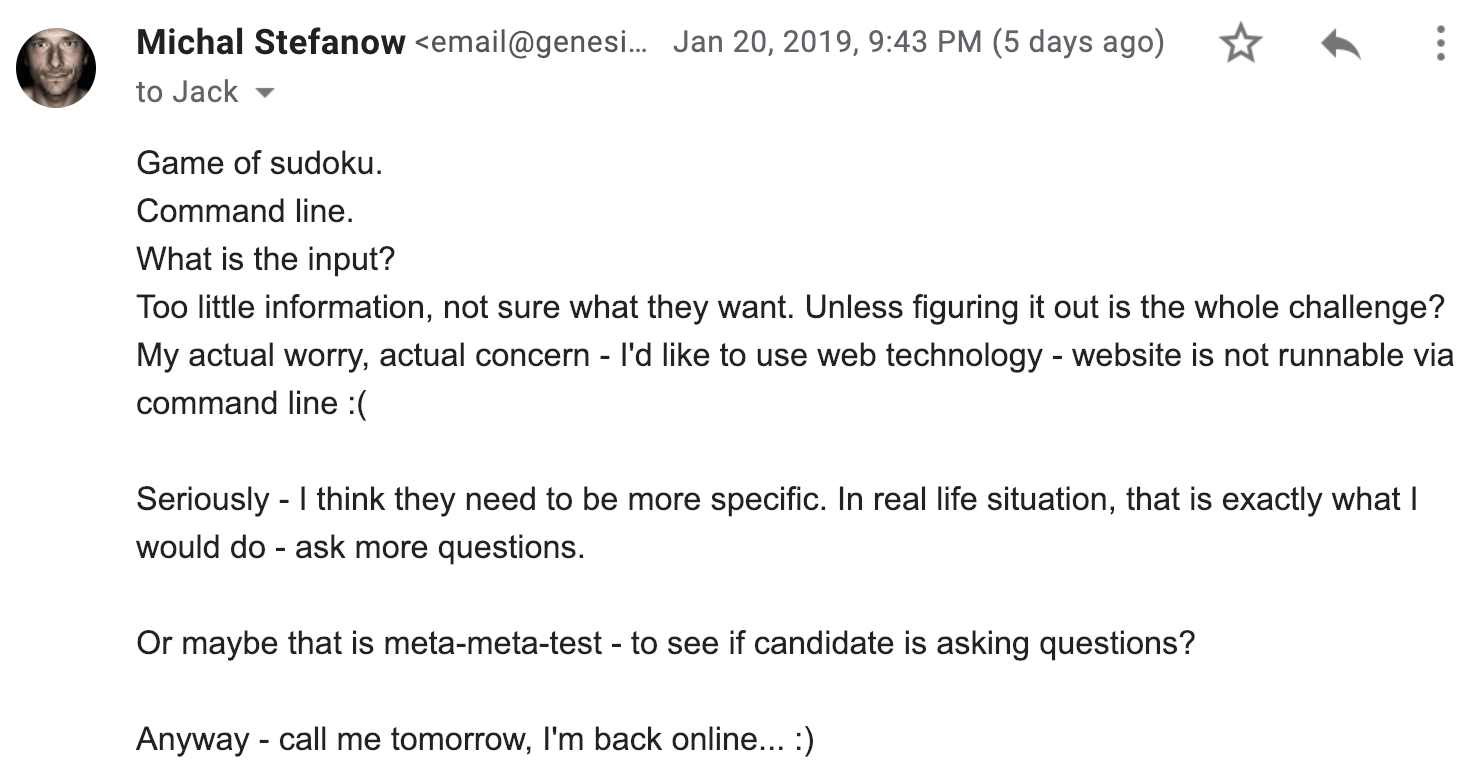 Michal Stefanow <email@genesi... Jan 20, 2019, 9:43 PM (5 days ago)
to Jack
Game of sudoku.
Command line.
What is the input?
Too little information, not sure what they want. Unless figuring it out is the whole challenge?
My actual worry, actual concern - I'd like to use web technology - website is not runnable via
command line :(
Seriously - I think they need to be more specific. In real life situation, that is exactly what I
would do - ask more questions.
Or maybe that is meta-meta-test - to see if candidate is asking questions?
Anyway - call me tomorrow, I'm back online... :)